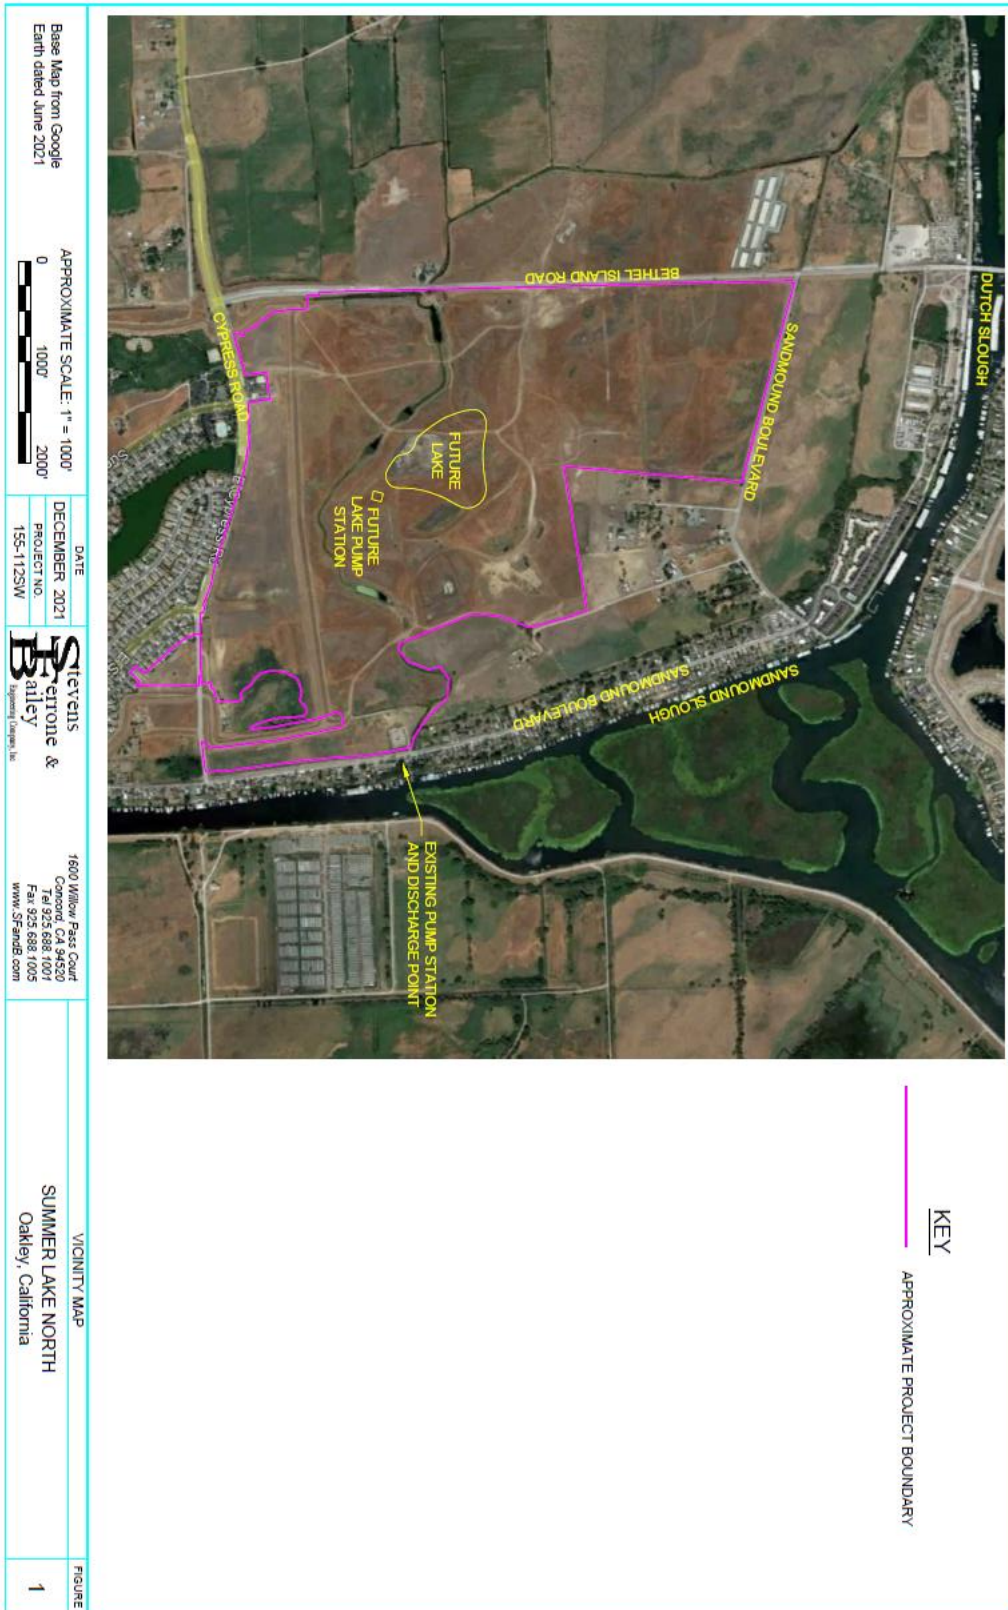 DUTCH SLOUGH
BETHEL ISLAND ROAD
SANDMOUND BOULEVARD
FUTURE
LAKE
FUTURE
LAKE PUMP
STATION
CYPRESS ROAD
SANDMOUND BOULEVARD
SANDMOUND SLOUGH
EXISTING PUMP STATION
AND DISCHARGE POINT
KEY
APPROXIMATE PROJECT BOUNDARY
Base Map from Google
Earth dated June 2021
APPROXIMATE SCALE: 1" = 1000'
0 1000' 2000'
DATE
DECEMBER 2021
PROJECT NO.
155-112SW
Stevens
Ferrone &
Bailey
Engineering Company, Inc
1600 Willow Pass Court
Concord, CA 94520
Tel 925.688.1001
Fax 925.688.1005
www.SFandB.com
VICINITY MAP
SUMMER LAKE NORTH
Oakley, California
FIGURE
1